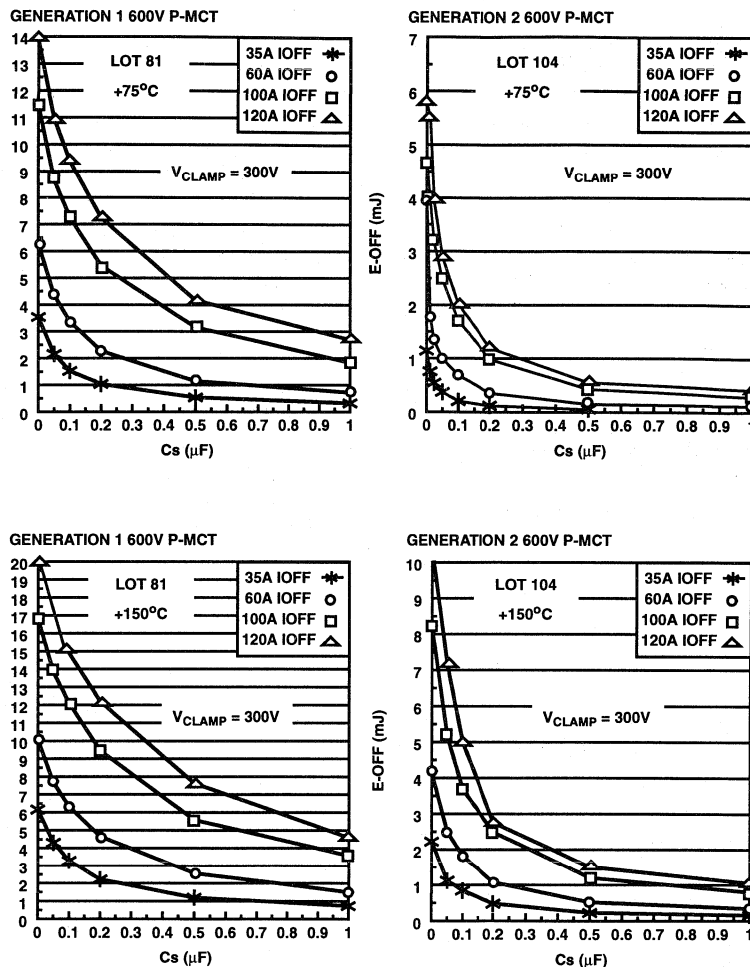 GENERATION 1 600V P-MCT
14
13
12
11
10
9
8
7
6
5
4
3
2
1
0
LOT 81
+75°C
35A IOFF
60A IOFF
100A IOFF
120A IOFF
V_CLAMP = 300V
0 0.1 0.2 0.3 0.4 0.5 0.6 0.7 0.8 0.9 1
Cs (μF)
GENERATION 2 600V P-MCT
E-OFF (mJ)
7
6
5
4
3
2
1
0
LOT 104
+75°C
35A IOFF
60A IOFF
100A IOFF
120A IOFF
V_CLAMP = 300V
0 0.1 0.2 0.3 0.4 0.5 0.6 0.7 0.8 0.9 1
Cs (μF)
GENERATION 1 600V P-MCT
20
19
18
17
16
15
14
13
12
11
10
9
8
7
6
5
4
3
2
1
0
LOT 81
+150°C
35A IOFF
60A IOFF
100A IOFF
120A IOFF
V_CLAMP = 300V
0 0.1 0.2 0.3 0.4 0.5 0.6 0.7 0.8 0.9 1
Cs (μF)
GENERATION 2 600V P-MCT
E-OFF (mJ)
10
9
8
7
6
5
4
3
2
1
0
LOT 104
+150°C
35A IOFF
60A IOFF
100A IOFF
120A IOFF
V_CLAMP = 300V
0 0.1 0.2 0.3 0.4 0.5 0.6 0.7 0.8 0.9 1
Cs (μF)